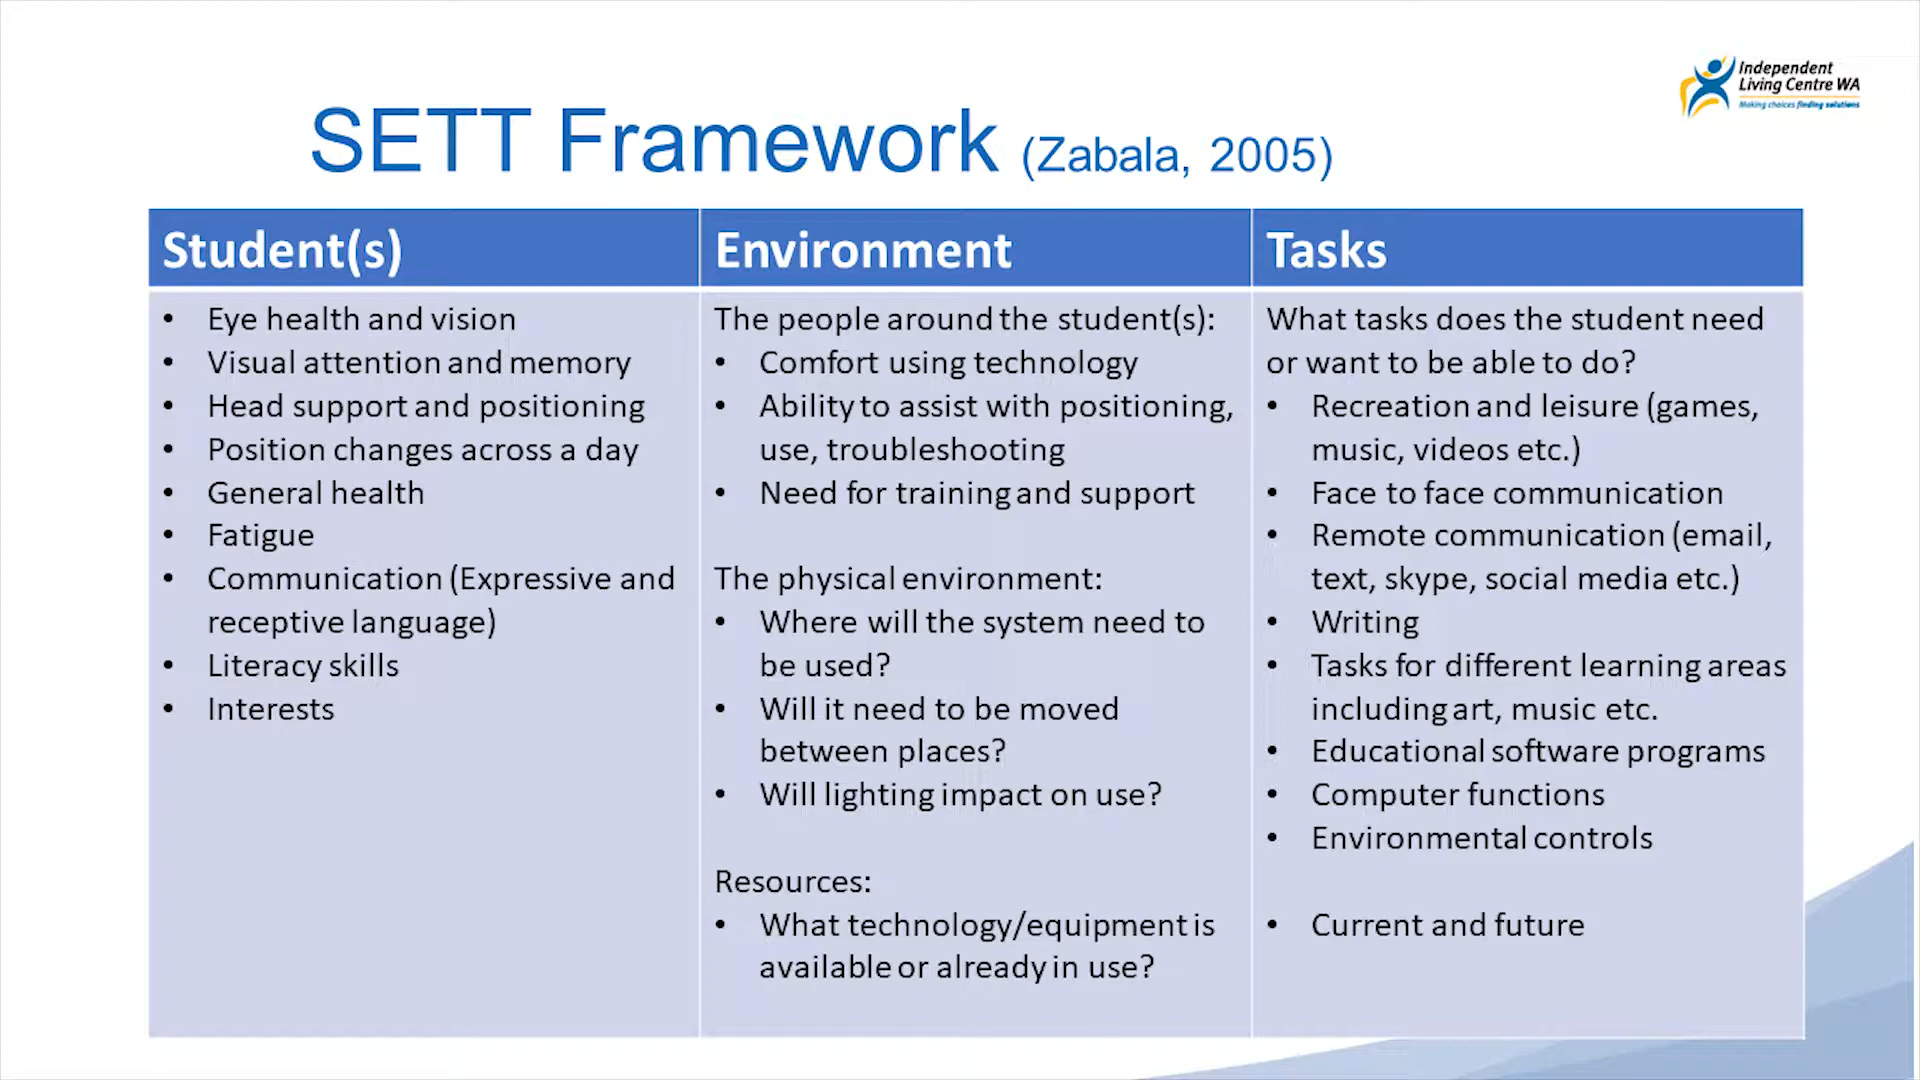 Independent
Living Centre WA
Making choices finding solutions
SETT Framework (Zabala, 2005)
Student(s)
• Eye health and vision
• Visual attention and memory
• Head support and positioning
• Position changes across a day
• General health
• Fatigue
• Communication (Expressive and
receptive language)
• Literacy skills
• Interests
Environment
The people around the student(s):
• Comfort using technology
• Ability to assist with positioning,
use, troubleshooting
• Need for training and support
The physical environment:
• Where will the system need to
be used?
• Will it need to be moved
between places?
• Will lighting impact on use?
Resources:
• What technology/equipment is
available or already in use?
Tasks
What tasks does the student need
or want to be able to do?
• Recreation and leisure (games,
music, videos etc.)
• Face to face communication
• Remote communication (email,
text, skype, social media etc.)
• Writing
• Tasks for different learning areas
including art, music etc.
• Educational software programs
• Computer functions
• Environmental controls
• Current and future